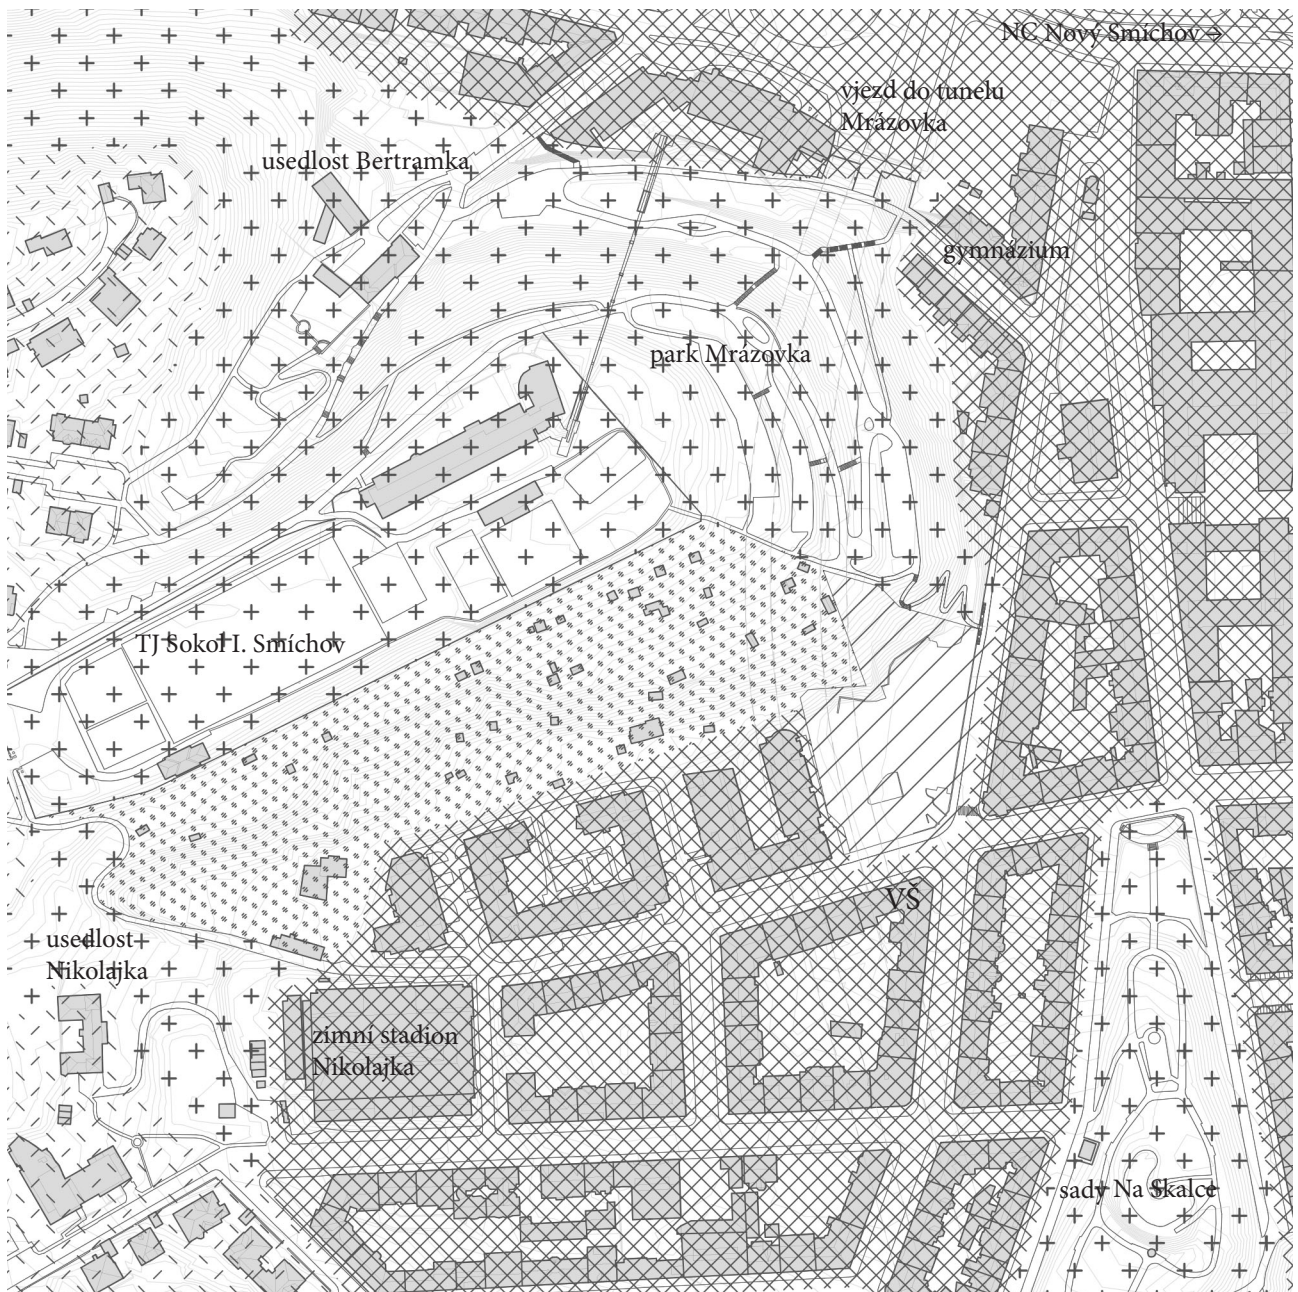 NC Nový Smíchov →
vjezd do tunelu
Mrázovka
usedlost Bertramka
gymnázium
park Mrázovka
TJ Sokol I. Smíchov
VŠ
usedlost
Nikolajka
zimní stadion
Nikolajka
sady Na Skalce